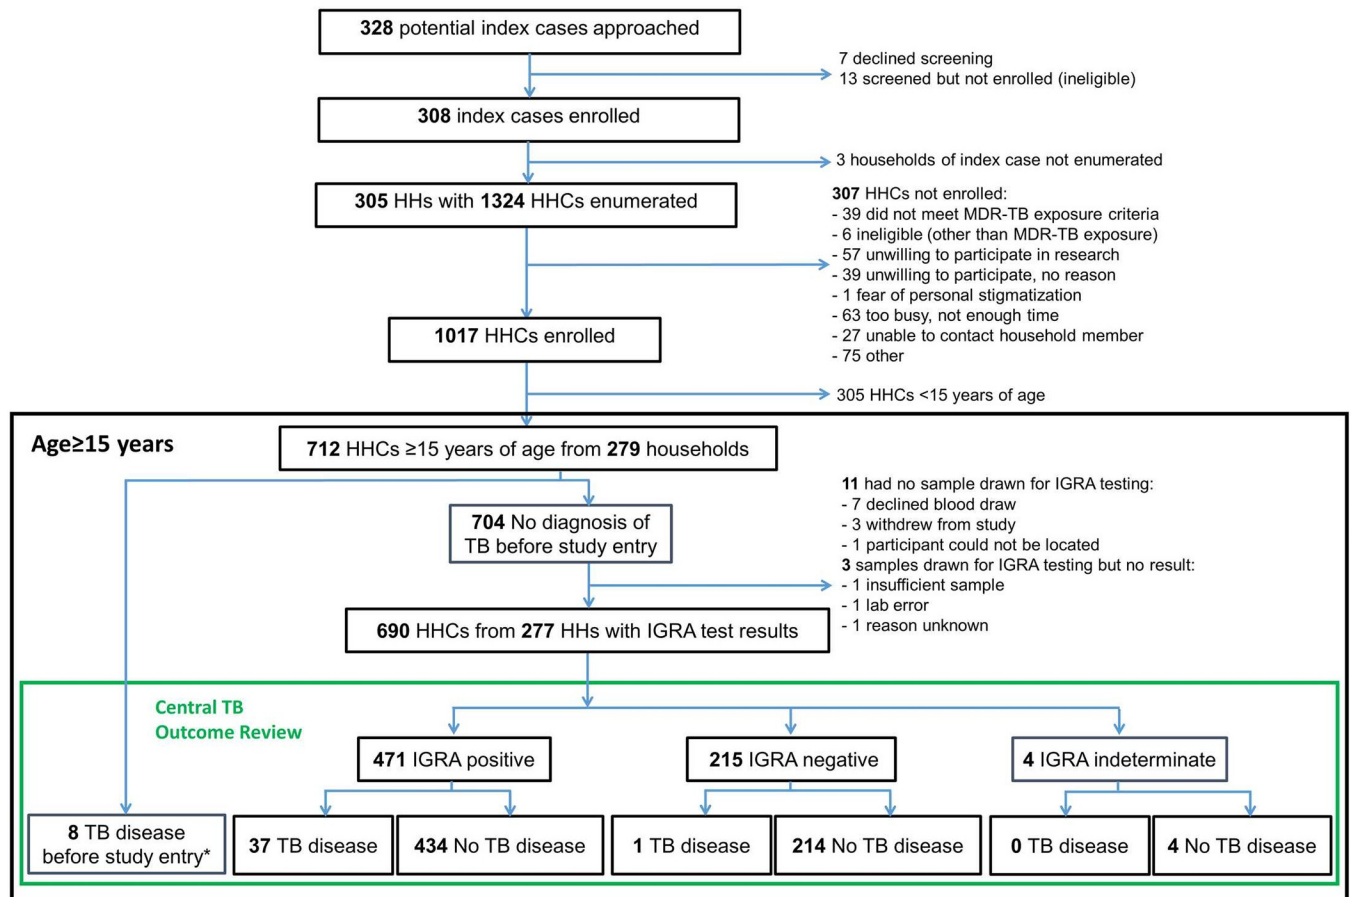 328 potential index cases approached
7 declined screening
13 screened but not enrolled (ineligible)
308 index cases enrolled
3 households of index case not enumerated
305 HHs with 1324 HHCs enumerated
307 HHCs not enrolled:
- 39 did not meet MDR-TB exposure criteria
- 6 ineligible (other than MDR-TB exposure)
- 57 unwilling to participate in research
- 39 unwilling to participate, no reason
- 1 fear of personal stigmatization
- 63 too busy, not enough time
- 27 unable to contact household member
- 75 other
1017 HHCs enrolled
305 HHCs <15 years of age
Age≥15 years
712 HHCs ≥15 years of age from 279 households
704 No diagnosis of
TB before study entry
11 had no sample drawn for IGRA testing:
- 7 declined blood draw
- 3 withdrew from study
- 1 participant could not be located
3 samples drawn for IGRA testing but no result:
- 1 insufficient sample
- 1 lab error
- 1 reason unknown
690 HHCs from 277 HHs with IGRA test results
Central TB
Outcome Review
471 IGRA positive
215 IGRA negative
4 IGRA indeterminate
8 TB disease
before study entry*
37 TB disease
434 No TB disease
1 TB disease
214 No TB disease
0 TB disease
4 No TB disease